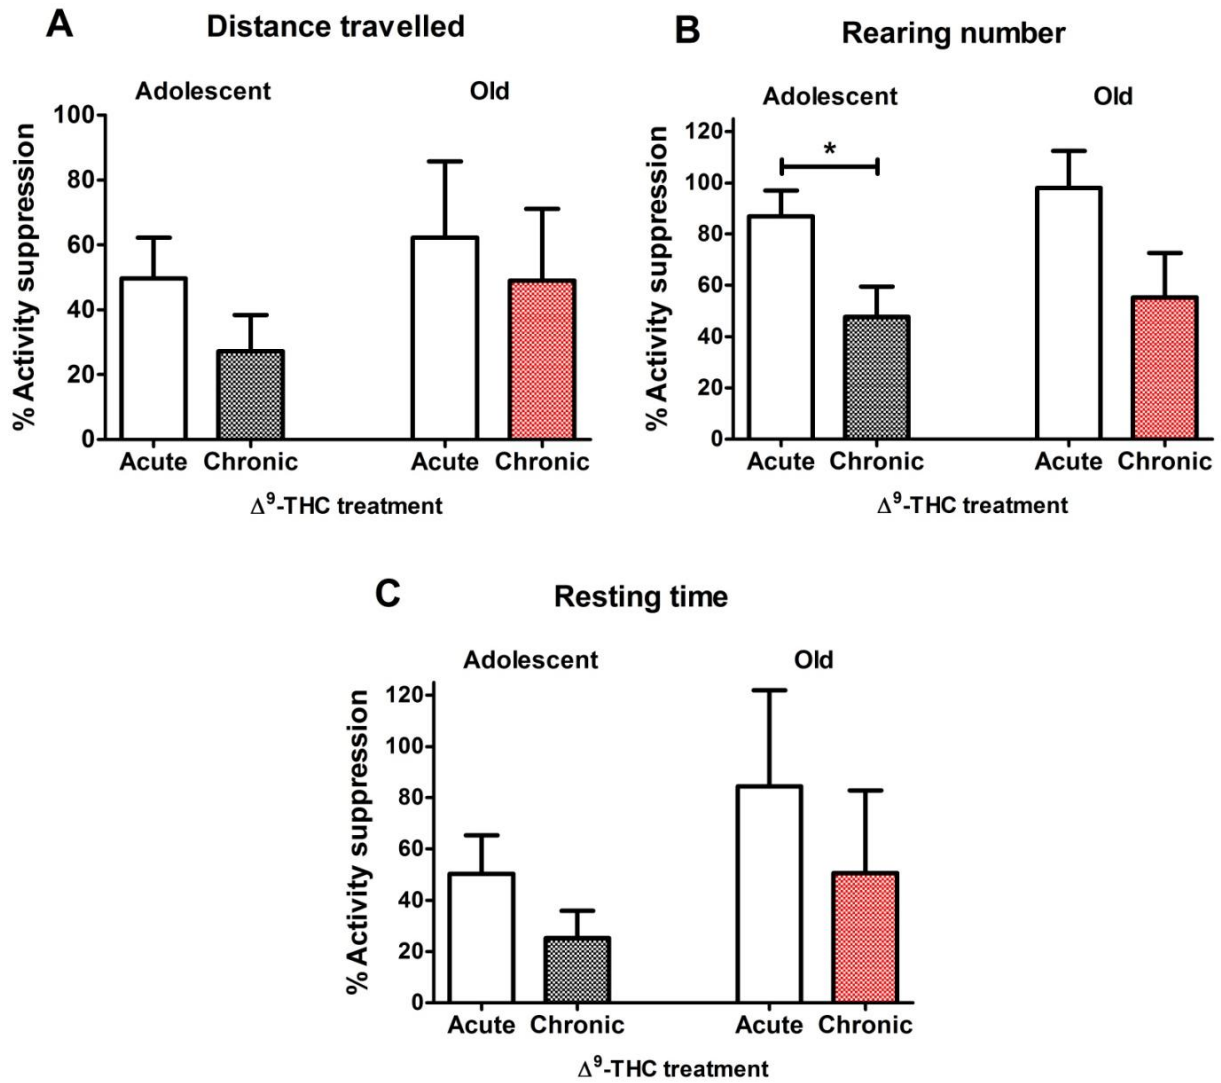 A Distance travelled
Adolescent Old
% Activity suppression
100
80
60
40
20
0
Acute Chronic Acute Chronic
Δ⁹-THC treatment
B Rearing number
Adolescent Old
% Activity suppression
120
100
80
60
40
20
0
*
Acute Chronic Acute Chronic
Δ⁹-THC treatment
C Resting time
Adolescent Old
% Activity suppression
120
100
80
60
40
20
0
Acute Chronic Acute Chronic
Δ⁹-THC treatment